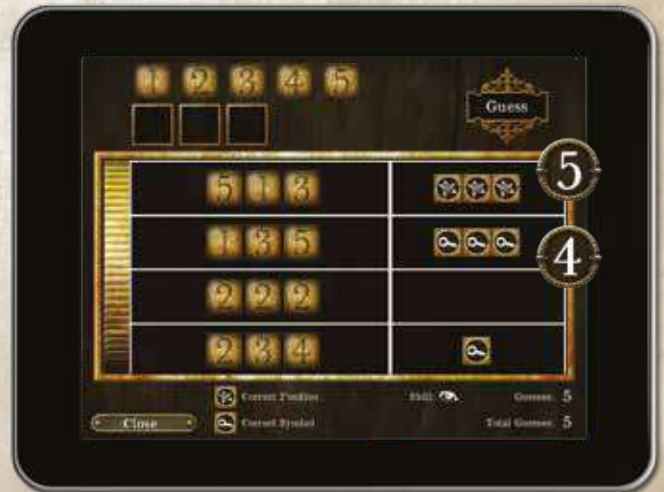 1 2 3 4 5
Guess
5 1 3
5
1 3 5
4
2 2 2
2 3 4
Correct Position Skill: Guesses: 5
Close Correct Symbol Total Guesses: 5